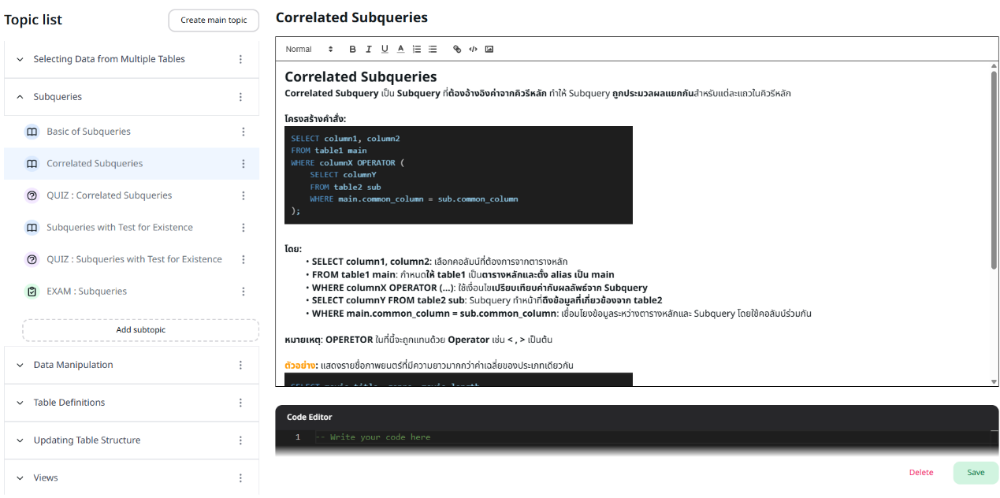 Topic list
Create main topic
Selecting Data from Multiple Tables
Subqueries
Basic of Subqueries
Correlated Subqueries
QUIZ : Correlated Subqueries
Subqueries with Test for Existence
QUIZ : Subqueries with Test for Existence
EXAM : Subqueries
Add subtopic
Data Manipulation
Table Definitions
Updating Table Structure
Views
Correlated Subqueries
Normal
Correlated Subqueries
Correlated Subquery เป็น Subquery ที่ต้องอ้างอิงค่าจากคิวรีหลัก ทำให้ Subquery ถูกประมวลผลแยกกันสำหรับแต่ละแถวในคิวรีหลัก
โครงสร้างคำสั่ง:
SELECT column1, column2
FROM table1 main
WHERE columnX OPERATOR (
SELECT columnY
FROM table2 sub
WHERE main.common_column = sub.common_column
);
โดย:
• SELECT column1, column2: เลือกคอลัมน์ที่ต้องการจากตารางหลัก
• FROM table1 main: กำหนดให้ table1 เป็นตารางหลักและตั้ง alias เป็น main
• WHERE columnX OPERATOR (...): ใช้เงื่อนไขเปรียบเทียบค่ากับผลลัพธ์จาก Subquery
• SELECT columnY FROM table2 sub: Subquery ทำหน้าที่ดึงข้อมูลที่เกี่ยวข้องจาก table2
• WHERE main.common_column = sub.common_column: เชื่อมโยงข้อมูลระหว่างตารางหลักและ Subquery โดยใช้คอลัมน์ร่วมกัน
หมายเหตุ: OPERETOR ในที่นี้จะถูกแทนด้วย Operator เช่น < , > เป็นต้น
ตัวอย่าง: แสดงรายชื่อภาพยนตร์ที่มีความยาวมากกว่าค่าเฉลี่ยของประเภทเดียวกัน
Code Editor
1 -- Write your code here
Delete
Save